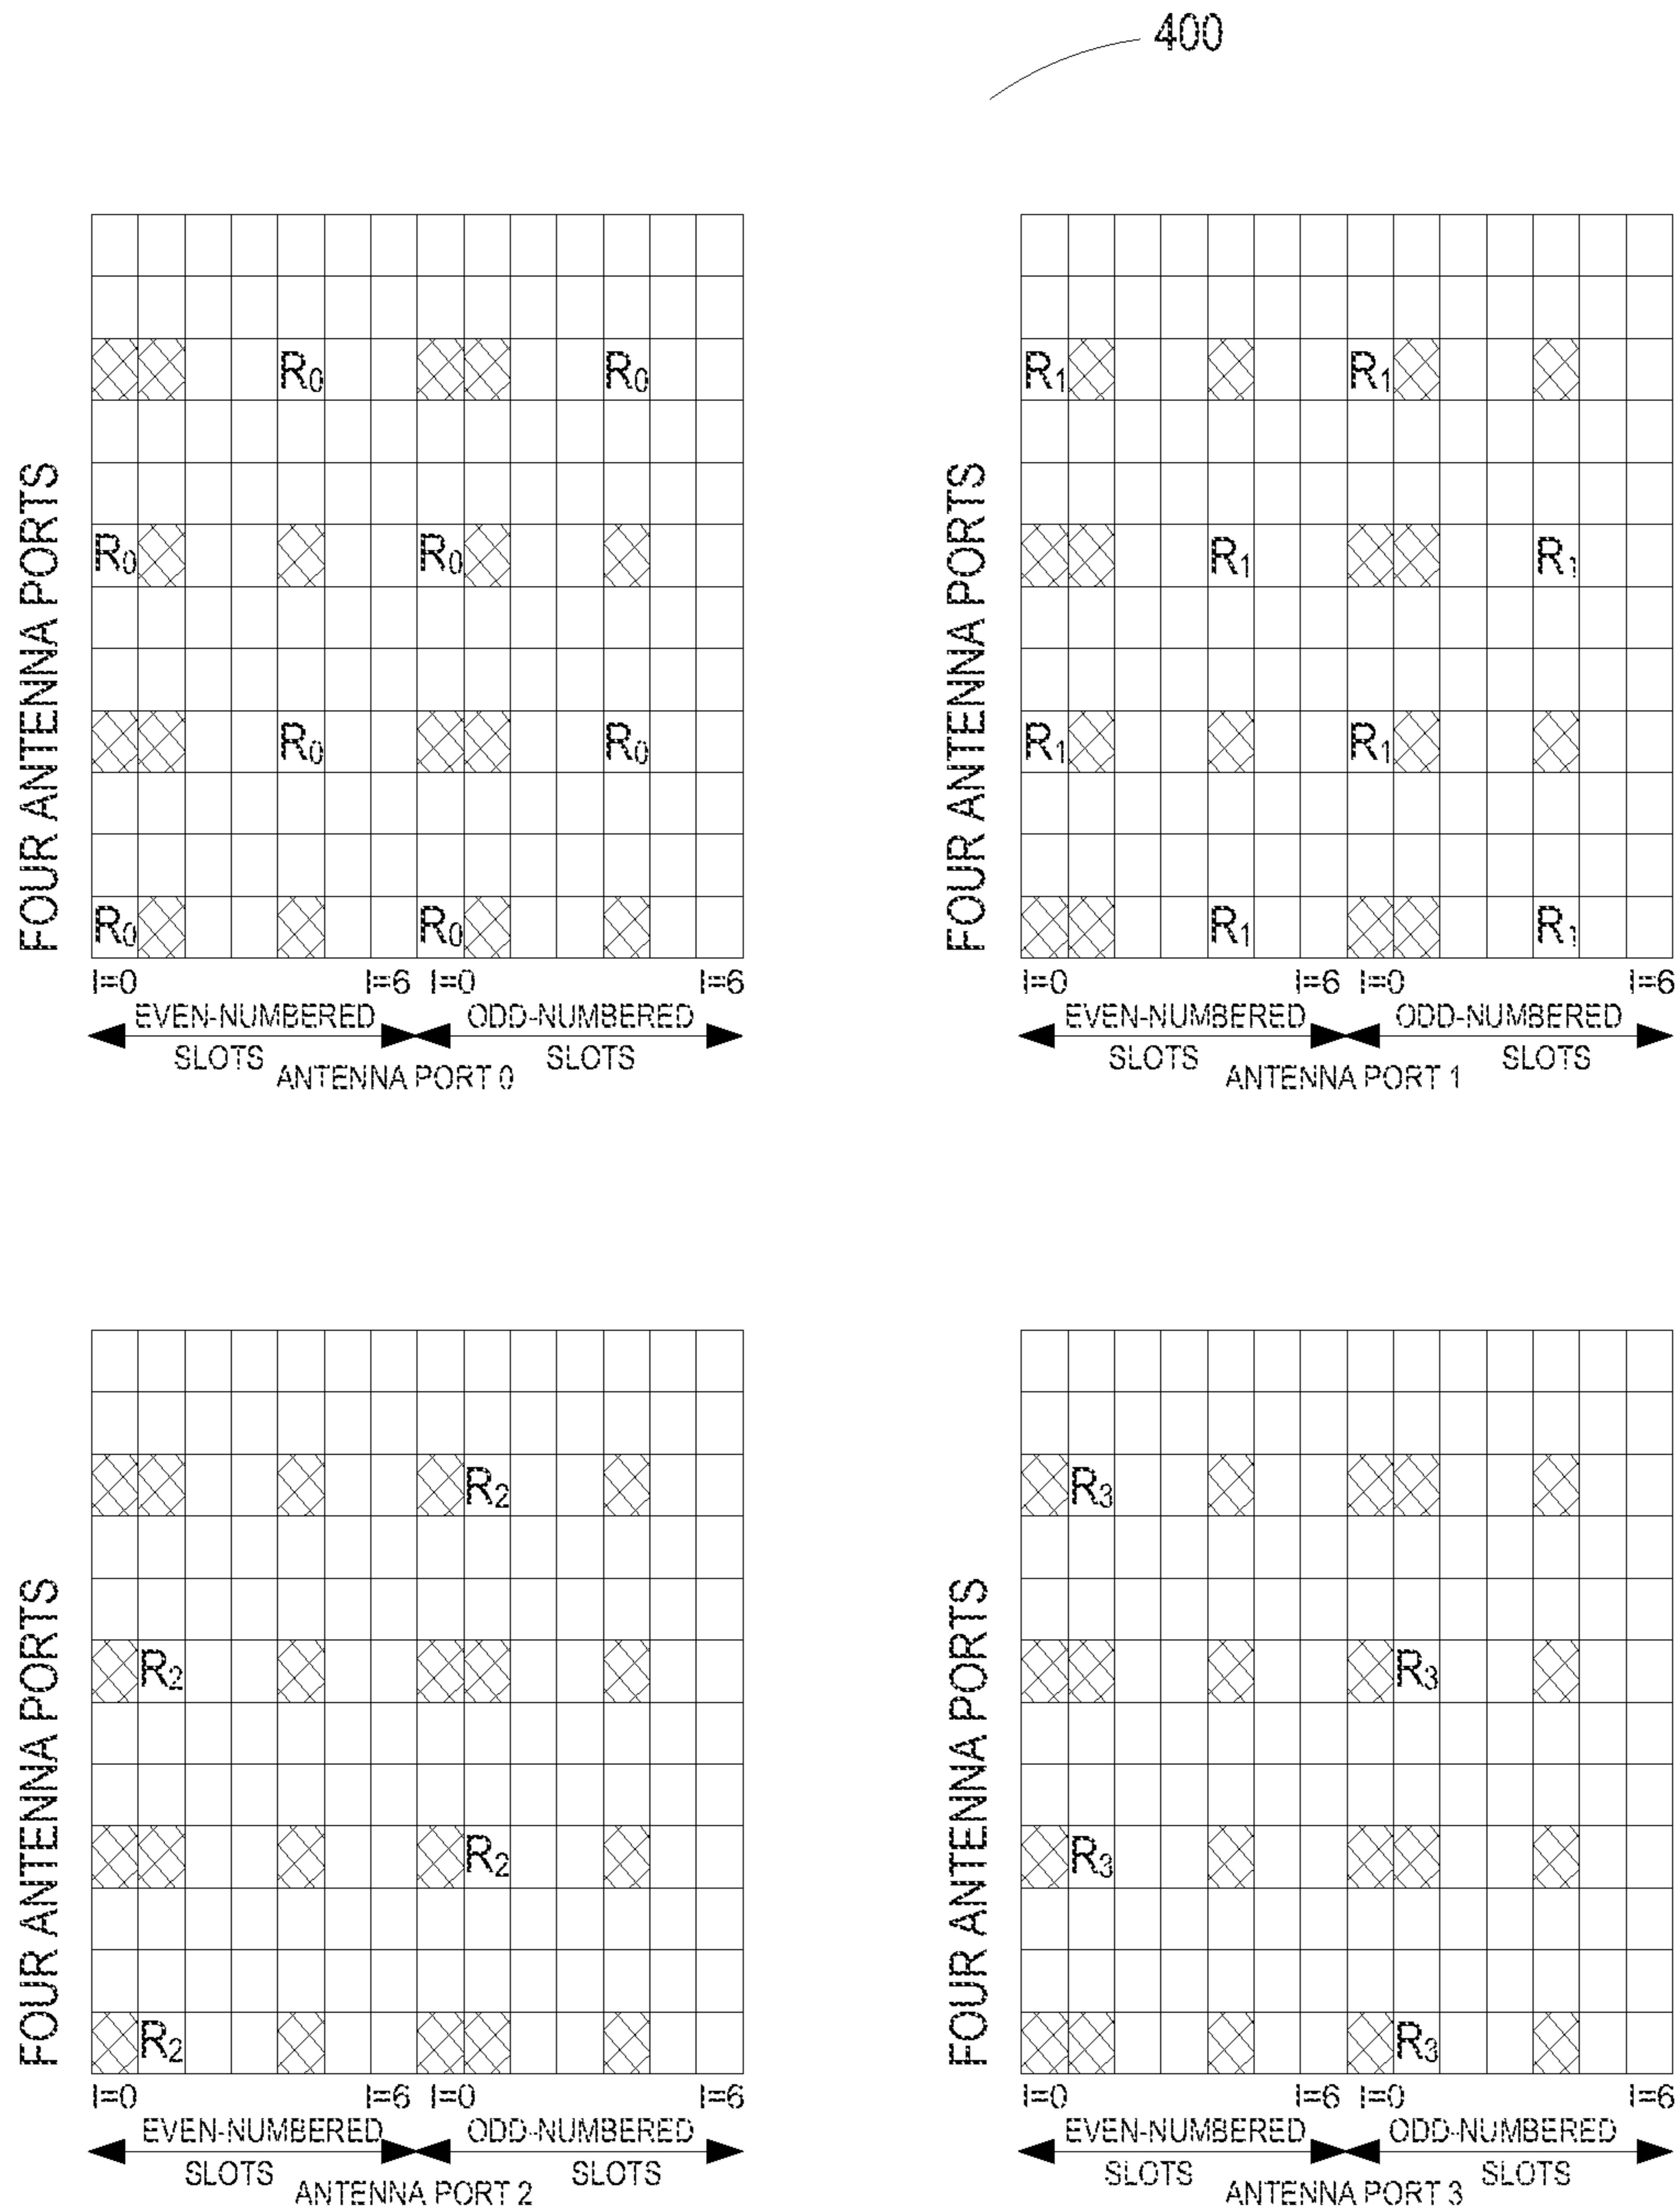 400
FOUR ANTENNA PORTS
R0 R0
R0 R0
R0 R0
R0 R0
l=0 l=6 l=0 l=6
EVEN-NUMBERED SLOTS ODD-NUMBERED SLOTS
ANTENNA PORT 0
FOUR ANTENNA PORTS
R1 R1
R1 R1
R1 R1
R1 R1
l=0 l=6 l=0 l=6
EVEN-NUMBERED SLOTS ODD-NUMBERED SLOTS
ANTENNA PORT 1
FOUR ANTENNA PORTS
R2
R2
R2
R2
l=0 l=6 l=0 l=6
EVEN-NUMBERED SLOTS ODD-NUMBERED SLOTS
ANTENNA PORT 2
FOUR ANTENNA PORTS
R3
R3
R3
R3
l=0 l=6 l=0 l=6
EVEN-NUMBERED SLOTS ODD-NUMBERED SLOTS
ANTENNA PORT 3